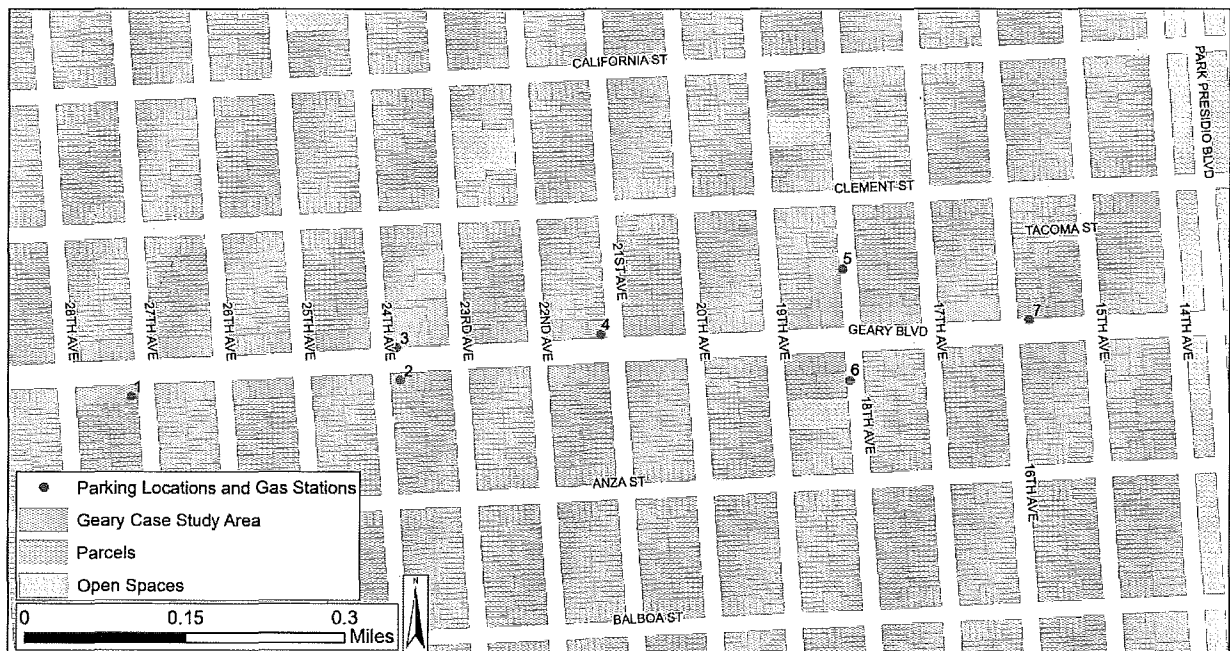 CALIFORNIA ST
PARK PRESIDIO BLVD
CLEMENT ST
TACOMA ST
21ST AVE
5
28TH AVE
27TH AVE
26TH AVE
25TH AVE
24TH AVE
23RD AVE
22ND AVE
20TH AVE
19TH AVE
17TH AVE
15TH AVE
14TH AVE
3
4
GEARY BLVD
7
1
2
6
18TH AVE
ANZA ST
16TH AVE
BALBOA ST
Parking Locations and Gas Stations
Geary Case Study Area
Parcels
Open Spaces
0 0.15 0.3
Miles
N